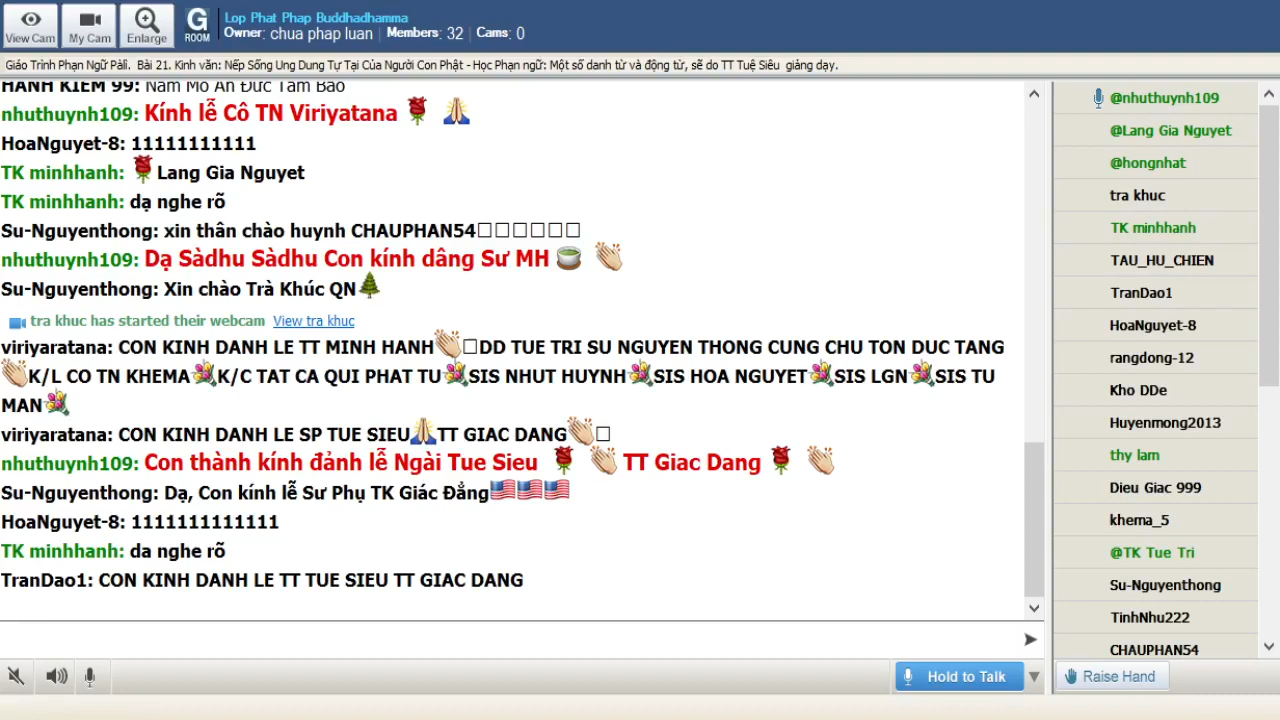 View Cam
My Cam
Enlarge
G
ROOM
Lop Phat Phap Buddhadhamma
Owner: chua phap luan Members: 32 Cams: 0
Giáo Trình Phạn Ngữ Pàli. Bài 21. Kinh văn: Nếp Sống Ung Dung Tự Tại Của Người Con Phật - Học Phạn ngữ: Một số danh từ và động từ, sẽ do TT Tuệ Siêu giảng dạy.
HANH KIEM 99: Nam Mô Ân Đức Tam Bảo
nhuthuynh109: Kính lễ Cô TN Viriyatana 🌹 🙏
HoaNguyet-8: 11111111111
TK minhhanh: 🌹Lang Gia Nguyet
TK minhhanh: dạ nghe rõ
Su-Nguyenthong: xin thân chào huynh CHAUPHAN54□□□□□□
nhuthuynh109: Dạ Sàdhu Sàdhu Con kính dâng Sư MH 🍵 👏
Su-Nguyenthong: Xin chào Trà Khúc QN🌲
tra khuc has started their webcam View tra khuc
viriyaratana: CON KINH DANH LE TT MINH HANH👏□DD TUE TRI SU NGUYEN THONG CUNG CHU TON DUC TANG
👏K/L CO TN KHEMA💐K/C TAT CA QUI PHAT TU💐SIS NHUT HUYNH💐SIS HOA NGUYET💐SIS LGN💐SIS TU
MAN💐
viriyaratana: CON KINH DANH LE SP TUE SIEU🙏TT GIAC DANG👏□
nhuthuynh109: Con thành kính đảnh lễ Ngài Tue Sieu 🌹 👏 TT Giac Dang 🌹 👏
Su-Nguyenthong: Dạ, Con kính lễ Sư Phụ TK Giác Đẳng🇺🇸🇺🇸🇺🇸
HoaNguyet-8: 1111111111111
TK minhhanh: da nghe rõ
TranDao1: CON KINH DANH LE TT TUE SIEU TT GIAC DANG
Hold to Talk
@nhuthuynh109
@Lang Gia Nguyet
@hongnhat
tra khuc
TK minhhanh
TAU_HU_CHIEN
TranDao1
HoaNguyet-8
rangdong-12
Kho DDe
Huyenmong2013
thy lam
Dieu Giac 999
khema_5
@TK Tue Tri
Su-Nguyenthong
TinhNhu222
CHAUPHAN54
Raise Hand